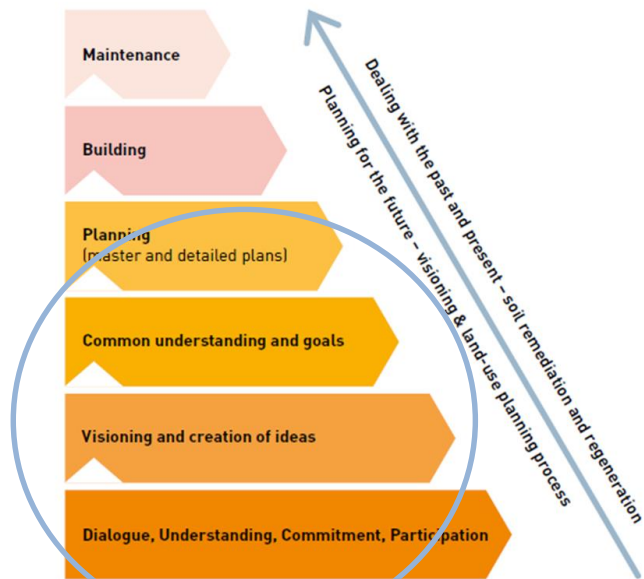 Maintenance
Building
Planning
(master and detailed plans)
Common understanding and goals
Visioning and creation of ideas
Dialogue, Understanding, Commitment, Participation
Planning for the future – visioning & land-use planning process
Dealing with the past and present – soil remediation and regeneration